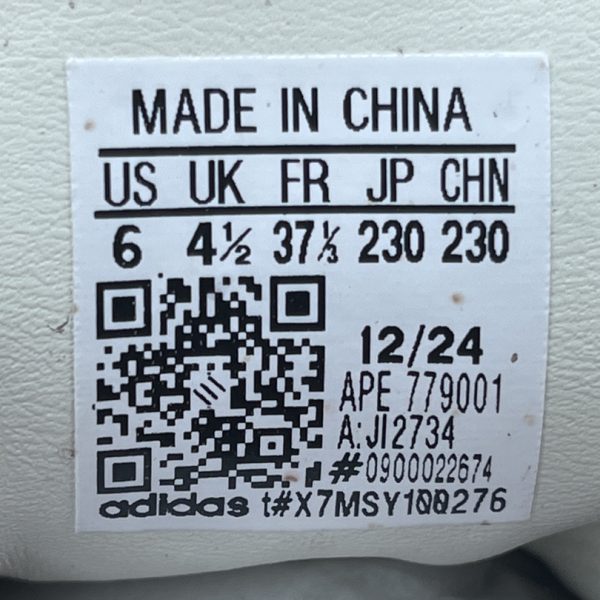 MADE IN CHINA
US UK FR JP CHN
6 4½ 37⅓ 230 230
12/24
APE 779001
A:JI2734
#0900022674
adidas t#X7MSY100276